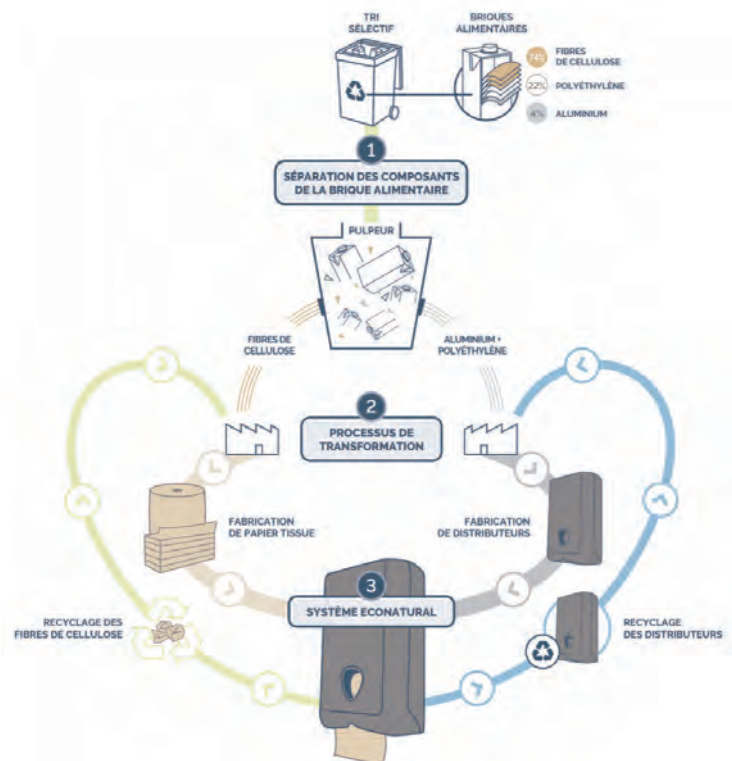 TRI
SÉLECTIF
BRIQUES
ALIMENTAIRES
74%
FIBRES
DE CELLULOSE
22%
POLYÉTHYLÈNE
4%
ALUMINIUM
1
SÉPARATION DES COMPOSANTS
DE LA BRIQUE ALIMENTAIRE
PULPEUR
FIBRES DE
CELLULOSE
ALUMINIUM +
POLYÉTHYLÈNE
2
PROCESSUS DE
TRANSFORMATION
FABRICATION
DE PAPIER TISSUE
FABRICATION
DE DISTRIBUTEURS
3
SYSTÈME ECONATURAL
RECYCLAGE DES
FIBRES DE CELLULOSE
RECYCLAGE
DES DISTRIBUTEURS